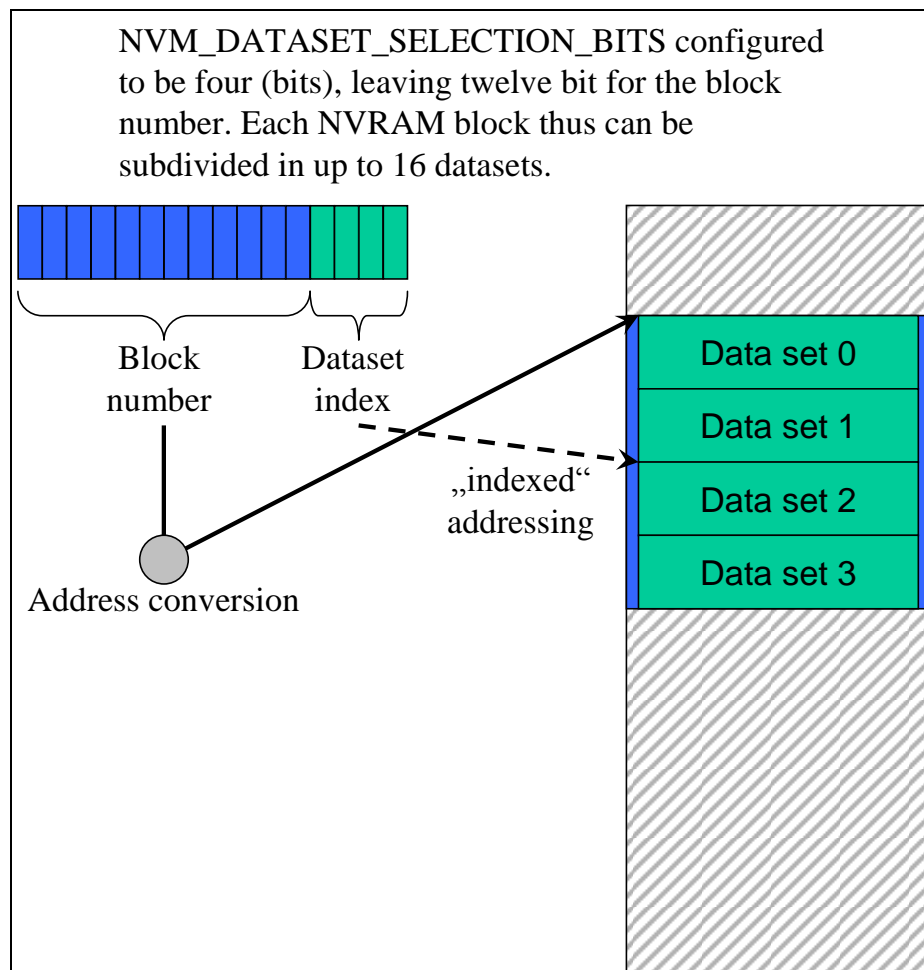 NVM_DATASET_SELECTION_BITS configured
to be four (bits), leaving twelve bit for the block
number. Each NVRAM block thus can be
subdivided in up to 16 datasets.
Block
number
Dataset
index
Data set 0
Data set 1
„indexed“
addressing
Data set 2
Data set 3
Address conversion